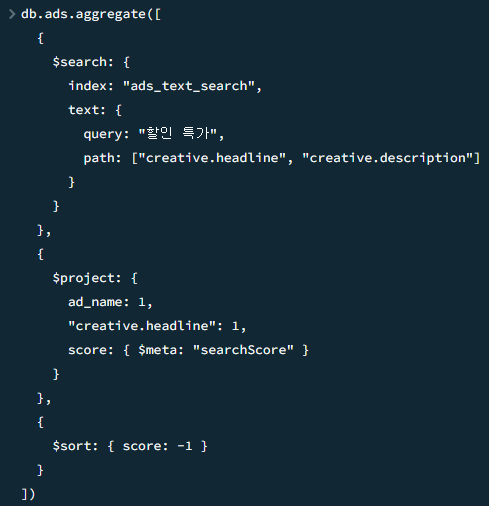 > db.ads.aggregate([
  {
    $search: {
      index: "ads_text_search",
      text: {
        query: "할인 특가",
        path: ["creative.headline", "creative.description"]
      }
    }
  },
  {
    $project: {
      ad_name: 1,
      "creative.headline": 1,
      score: { $meta: "searchScore" }
    }
  },
  {
    $sort: { score: -1 }
  }
])